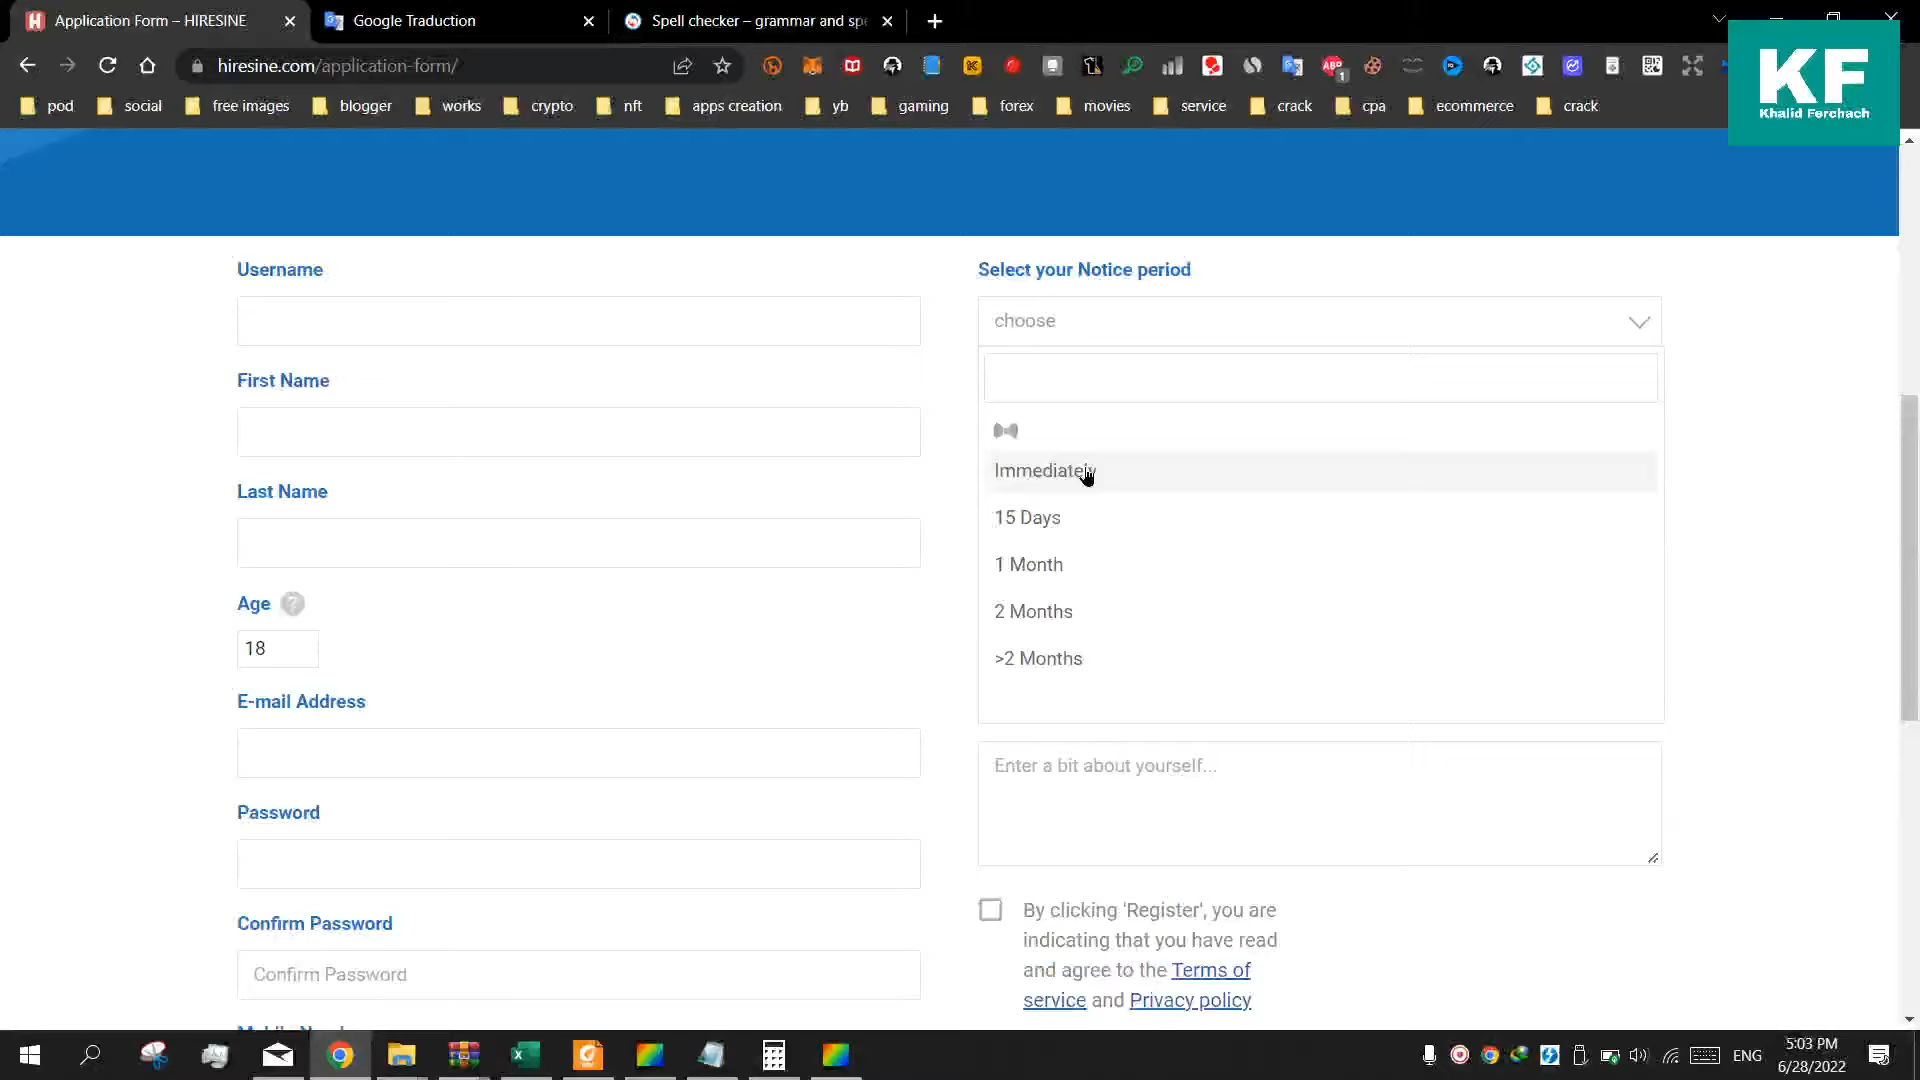 Application Form – HIRESINE
Google Traduction
Spell checker – grammar and spe
hiresine.com/application-form/
pod
social
free images
blogger
works
crypto
nft
apps creation
yb
gaming
forex
movies
service
crack
cpa
ecommerce
crack
KF
Khalid Ferchach
Username
First Name
Last Name
Age
18
E-mail Address
Password
Confirm Password
Confirm Password
Select your Notice period
choose
Immediately
15 Days
1 Month
2 Months
>2 Months
Enter a bit about yourself...
By clicking 'Register', you are
indicating that you have read
and agree to the Terms of
service and Privacy policy
ENG
5:03 PM
6/28/2022